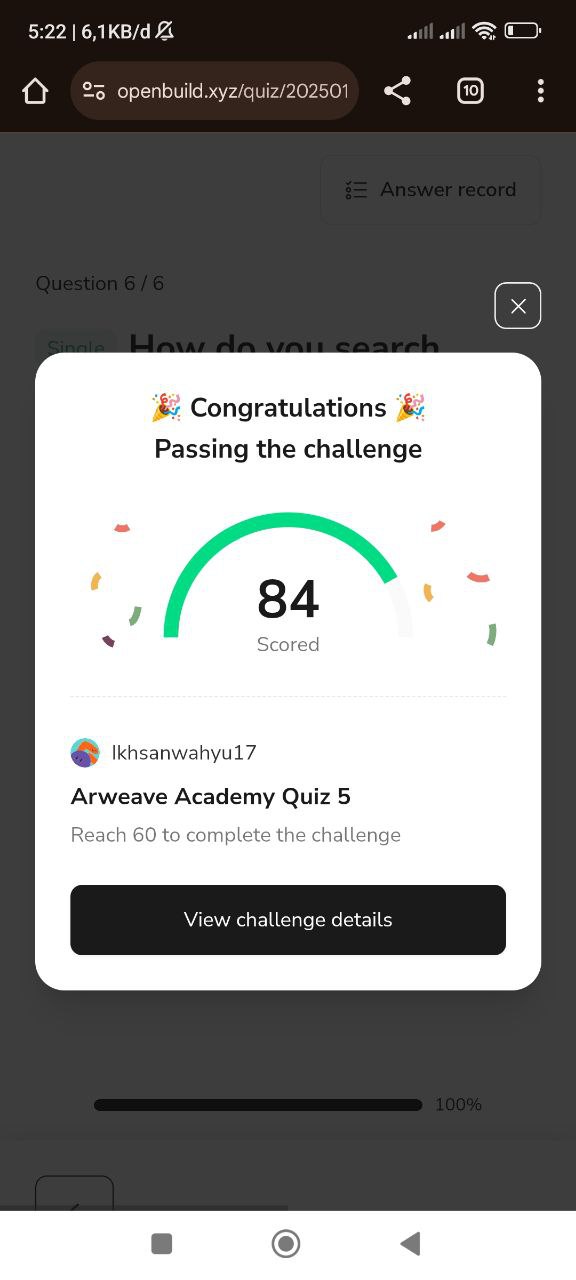 5:22 | 6,1KB/d
openbuild.xyz/quiz/202501
10
Answer record
Question 6 / 6
Single How do you search
🎉 Congratulations 🎉
Passing the challenge
84
Scored
Ikhsanwahyu17
Arweave Academy Quiz 5
Reach 60 to complete the challenge
View challenge details
100%